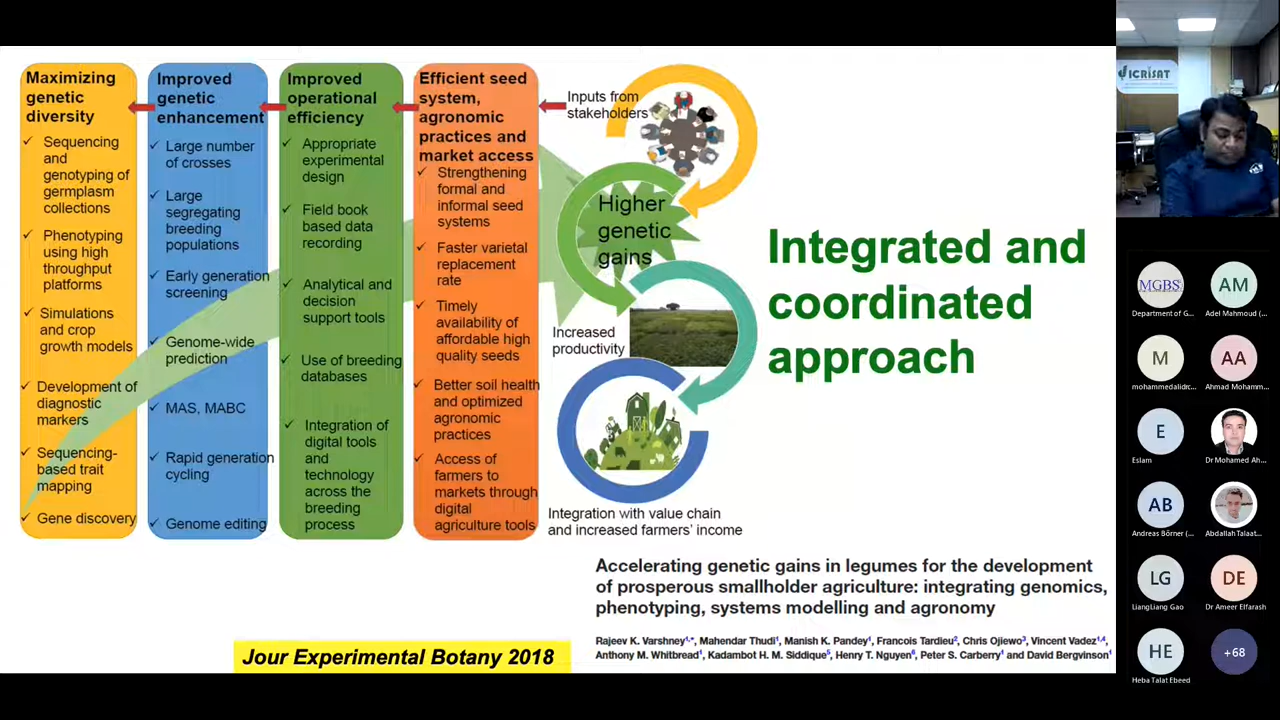 Maximizing
genetic
diversity
✓ Sequencing
and
genotyping of
germplasm
collections
✓ Phenotyping
using high
throughput
platforms
✓ Simulations
and crop
growth models
✓ Development of
diagnostic
markers
✓ Sequencing-
based trait
mapping
✓ Gene discovery
Improved
genetic
enhancement
✓ Large number
of crosses
✓ Large
segregating
breeding
populations
✓ Early generation
screening
✓ Genome-wide
prediction
✓ MAS, MABC
✓ Rapid generation
cycling
✓ Genome editing
Improved
operational
efficiency
✓ Appropriate
experimental
design
✓ Field book
based data
recording
✓ Analytical and
decision
support tools
✓ Use of breeding
databases
✓ Integration of
digital tools
and
technology
across the
breeding
process
Efficient seed
system,
agronomic
practices and
market access
✓ Strengthening
formal and
informal seed
systems
✓ Faster varietal
replacement
rate
✓ Timely
availability of
affordable high
quality seeds
✓ Better soil health
and optimized
agronomic
practices
✓ Access of
farmers to
markets through
digital
agriculture tools
Inputs from
stakeholders
Higher
genetic
gains
Increased
productivity
Integration with value chain
and increased farmers' income
Integrated and
coordinated
approach
Accelerating genetic gains in legumes for the development
of prosperous smallholder agriculture: integrating genomics,
phenotyping, systems modelling and agronomy
Rajeev K. Varshney1,*, Mahendar Thudi1, Manish K. Pandey1, Francois Tardieu2, Chris Ojiewo3, Vincent Vadez1,4,
Anthony M. Whitbread1, Kadambot H. M. Siddique5, Henry T. Nguyen6, Peter S. Carberry1 and David Bergvinson1
Jour Experimental Botany 2018
ICRISAT
MGBS
Department of G...
AM
Adel Mahmoud (...
M
mohammedalidrc...
AA
Ahmad Mohamm...
E
Eslam
Dr Mohamed Ah...
AB
Andreas Börner (...
Abdallah Talaat...
LG
LiangLiang Gao
DE
Dr Ameer Elfarash
HE
Heba Talat Ebeed
+68